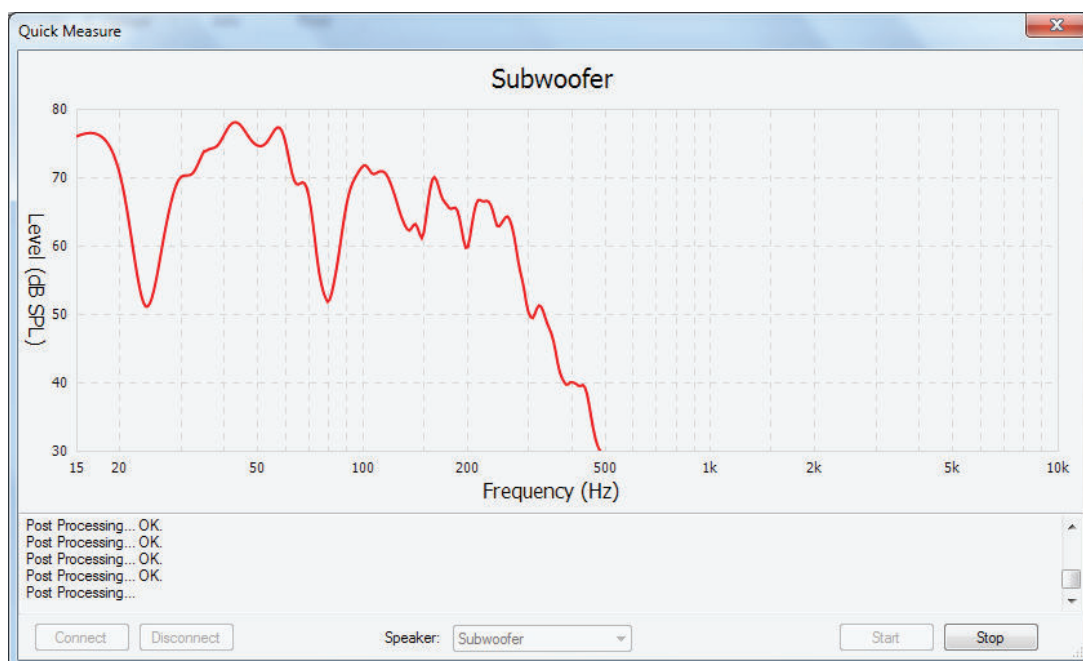 Quick Measure
Subwoofer
80
70
60
50
40
30
Level (dB SPL)
15 20 50 100 200 500 1k 2k 5k 10k
Frequency (Hz)
Post Processing... OK.
Post Processing... OK.
Post Processing... OK.
Post Processing... OK.
Post Processing...
Connect Disconnect Speaker: Subwoofer Start Stop